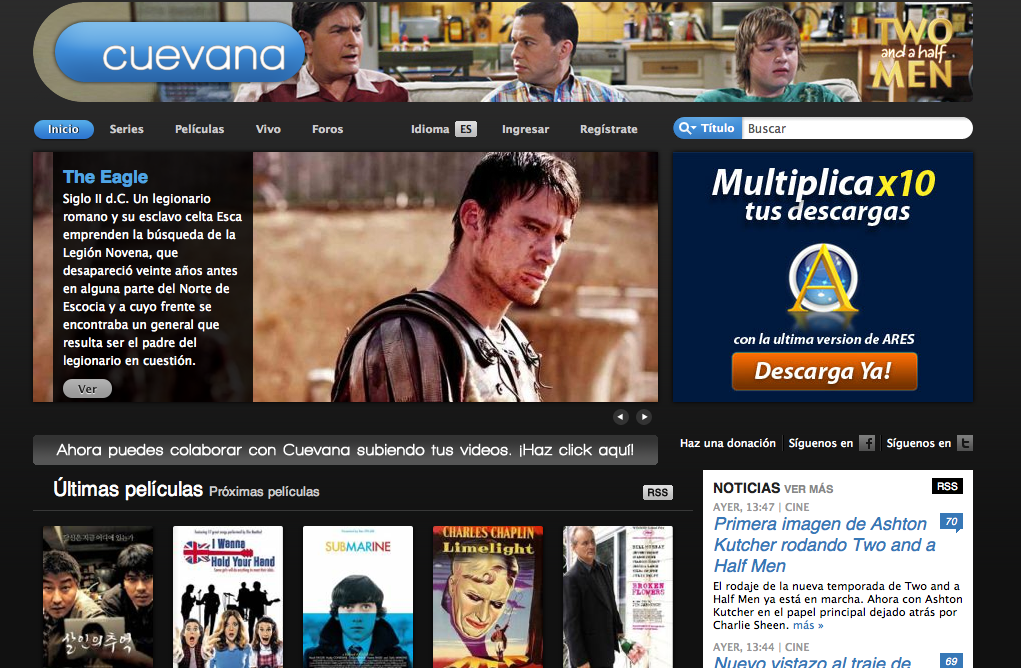 cuevana
TWO
and a half
MEN
Inicio
Series
Películas
Vivo
Foros
Idioma
ES
Ingresar
Regístrate
Título
Buscar
The Eagle
Siglo II d.C. Un legionario
romano y su esclavo celta Esca
emprenden la búsqueda de la
Legión Novena, que
desapareció veinte años antes
en alguna parte del Norte de
Escocia y a cuyo frente se
encontraba un general que
resulta ser el padre del
legionario en cuestión.
Ver
Multiplica x10
tus descargas
con la ultima version de ARES
Descarga Ya!
Ahora puedes colaborar con Cuevana subiendo tus videos. ¡Haz click aquí!
Haz una donación
Síguenos en f
Síguenos en t
Últimas películas Próximas películas
RSS
살인의 추억
I Wanna
Hold Your Hand
SUBMARINE
CHARLES CHAPLIN
Limelight
BILL MURRAY
BROKEN
FLOWERS
NOTICIAS VER MÁS
RSS
AYER, 13:47 | CINE
Primera imagen de Ashton
Kutcher rodando Two and a
Half Men
70
El rodaje de la nueva temporada de Two and a
Half Men ya está en marcha. Ahora con Ashton
Kutcher en el papel principal dejado atrás por
Charlie Sheen. más »
AYER, 13:44 | CINE
Nuevo vistazo al traje de
69